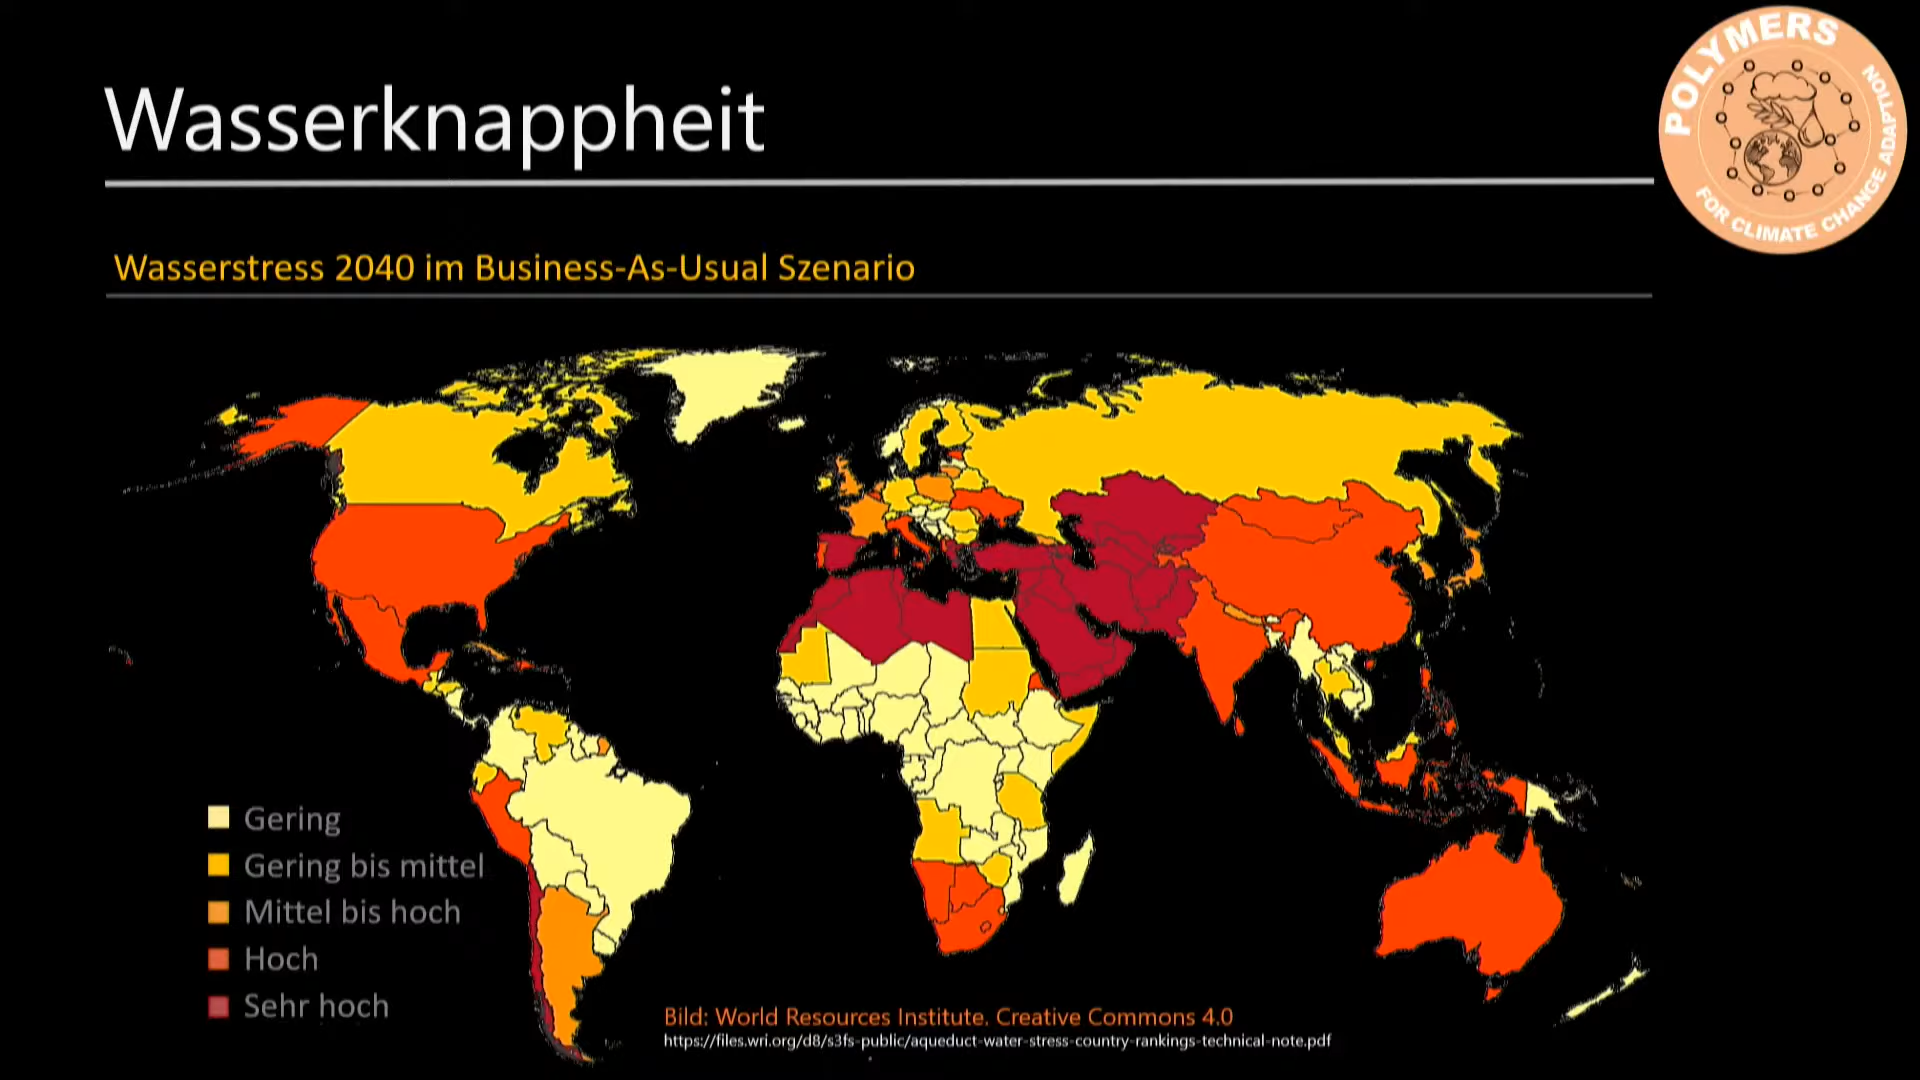 POLYMERS
FOR CLIMATE CHANGE ADAPTION
Wasserknappheit
Wasserstress 2040 im Business-As-Usual Szenario
Gering
Gering bis mittel
Mittel bis hoch
Hoch
Sehr hoch
Bild: World Resources Institute. Creative Commons 4.0
https://files.wri.org/d8/s3fs-public/aqueduct-water-stress-country-rankings-technical-note.pdf